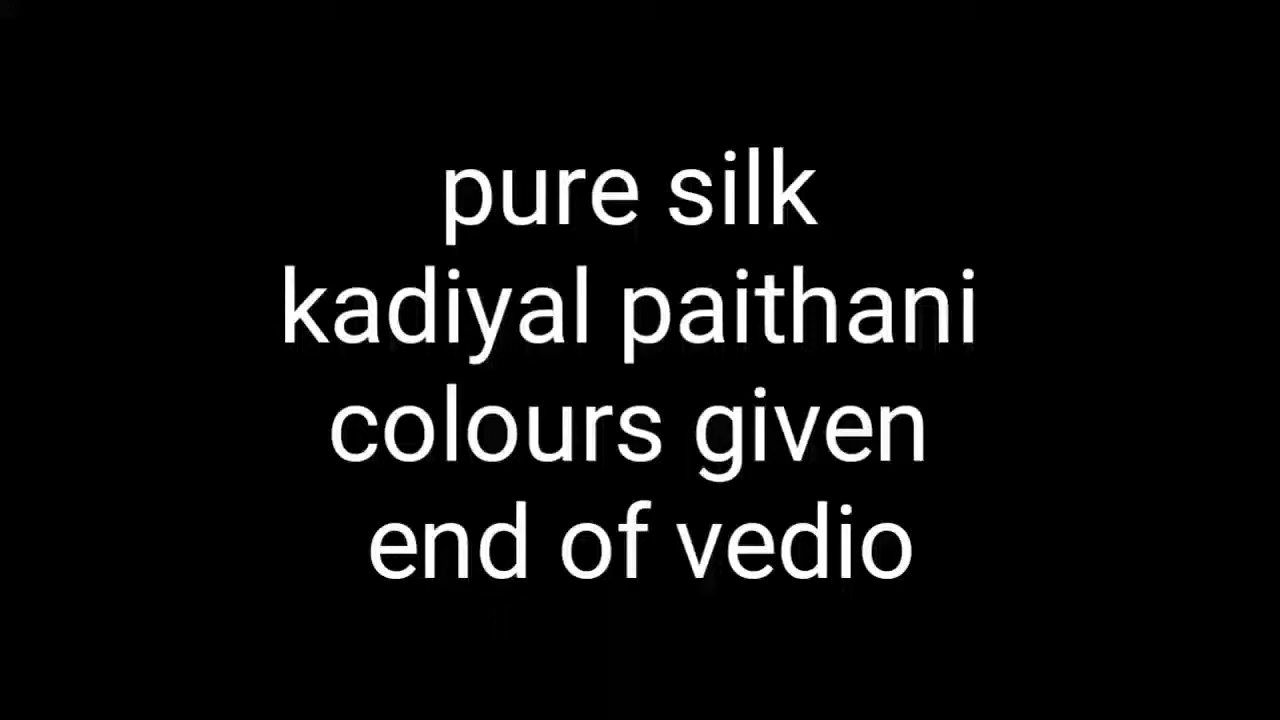 pure silk
kadiyal paithani
colours given
end of vedio